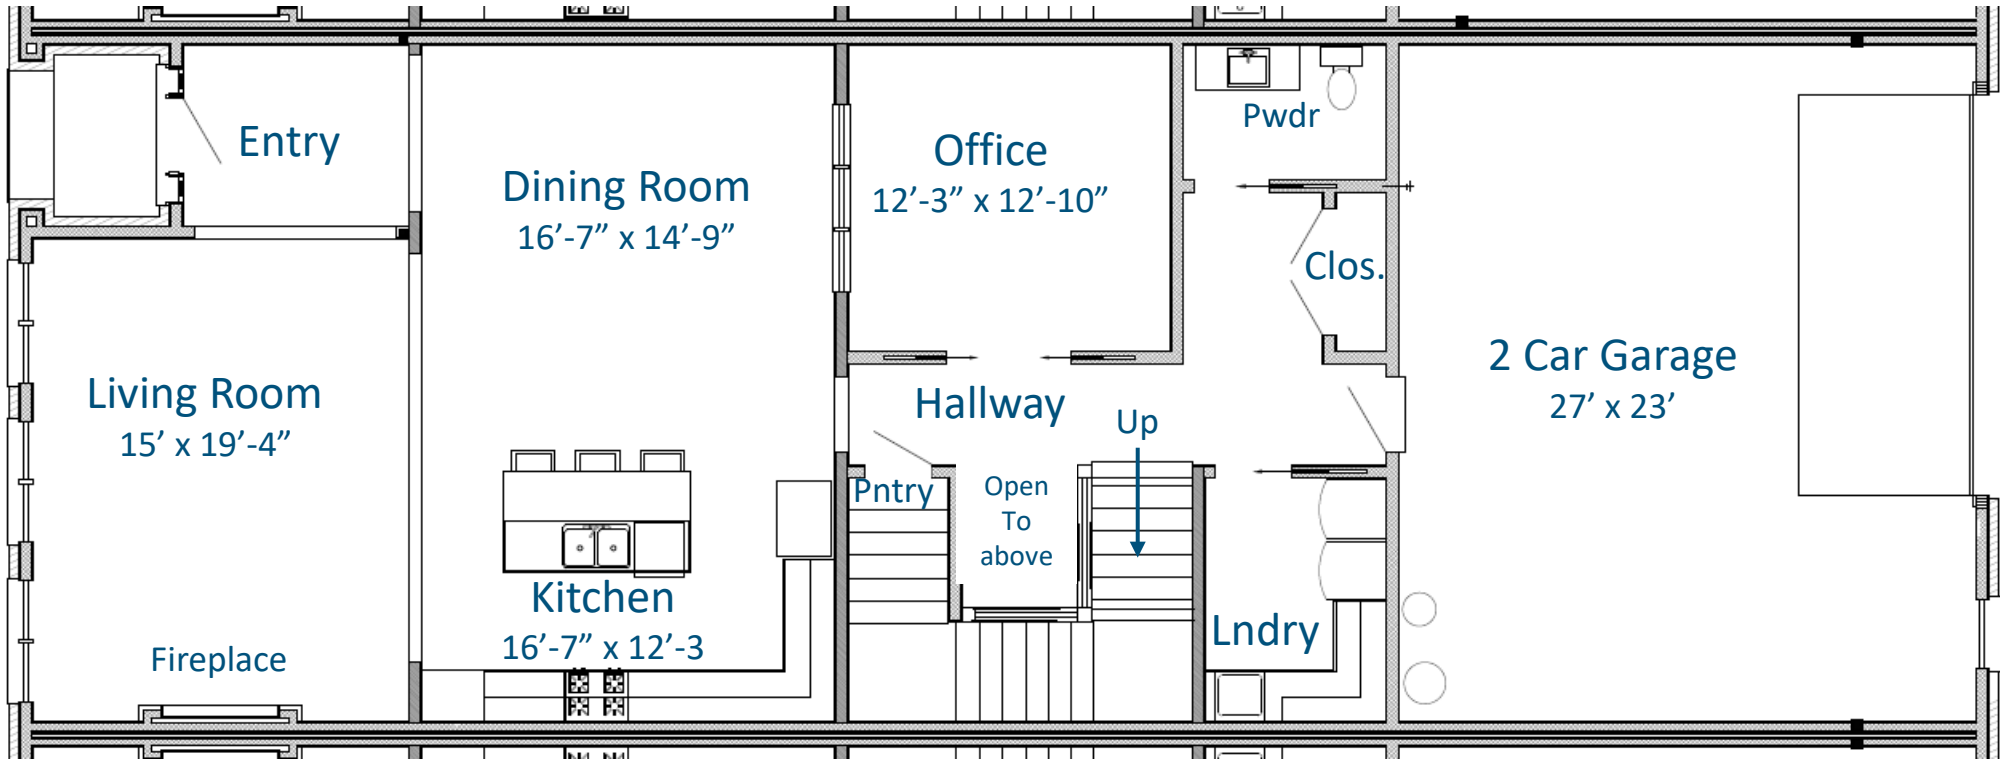 Entry
Dining Room
16’-7” x 14’-9”
Office
12’-3” x 12’-10”
Pwdr
Clos.
Living Room
15’ x 19’-4”
Hallway
Up
2 Car Garage
27’ x 23’
Pntry
Open
To
above
Kitchen
16’-7” x 12’-3
Lndry
Fireplace